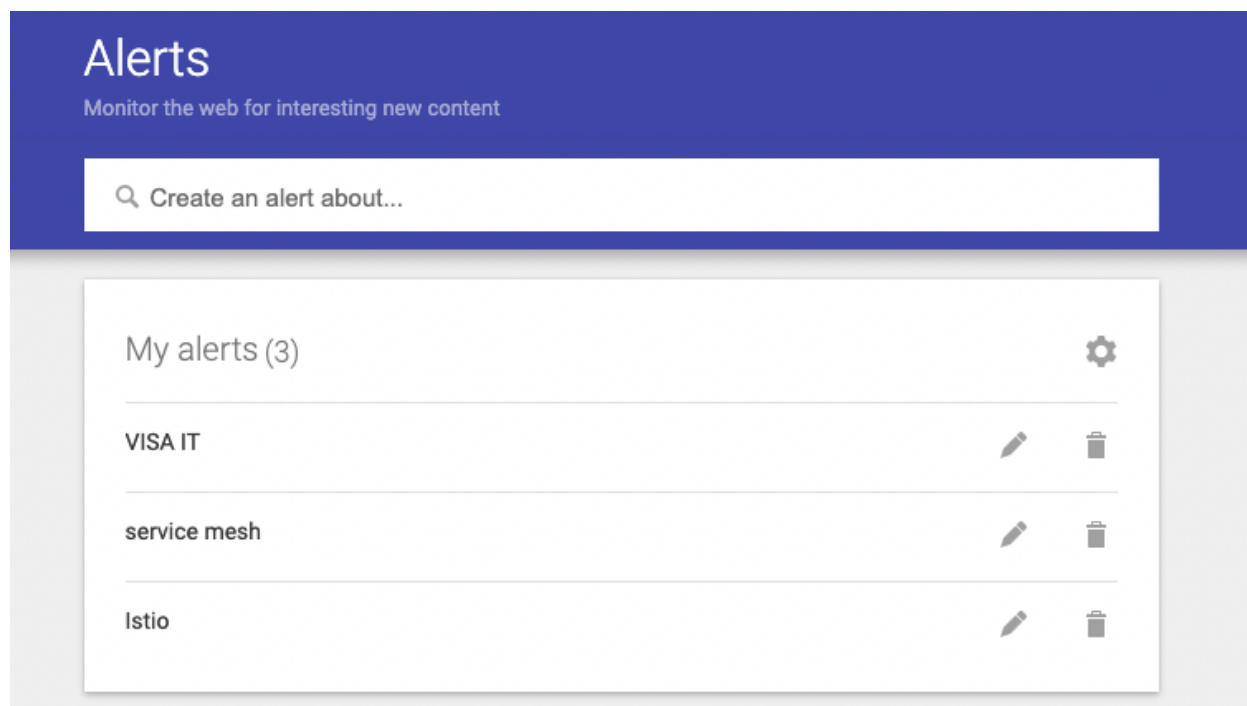 Alerts
Monitor the web for interesting new content
Create an alert about...
My alerts (3)
VISA IT
service mesh
Istio